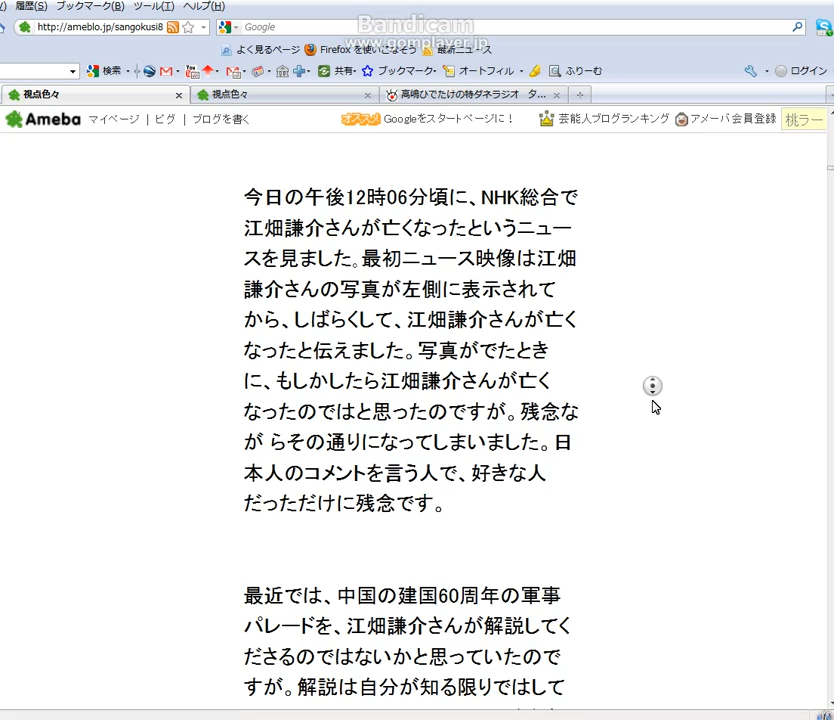 履歴(S) ブックマーク(B) ツール(T) ヘルプ(H)
Bandicam
www.gomplayer.jp
http://ameblo.jp/sangokusi8
Google
よく見るページ Firefox を使いこなそう 最新ニュース
検索 共有 ブックマーク オートフィル ふりーむ ログイン
視点色々 視点色々 高嶋ひでたけの特ダネラジオ タ...
Ameba マイページ | ピグ | ブログを書く オススメ Googleをスタートページに! 芸能人ブログランキング アメーバ会員登録 桃ラー
今日の午後12時06分頃に、NHK総合で
江畑謙介さんが亡くなったというニュー
スを見ました。最初ニュース映像は江畑
謙介さんの写真が左側に表示されて
から、しばらくして、江畑謙介さんが亡く
なったと伝えました。写真がでたとき
に、もしかしたら江畑謙介さんが亡く
なったのではと思ったのですが。残念な
が らその通りになってしまいました。日
本人のコメントを言う人で、好きな人
だっただけに残念です。
最近では、中国の建国60周年の軍事
パレードを、江畑謙介さんが解説してく
ださるのではないかと思っていたので
すが。解説は自分が知る限りではして